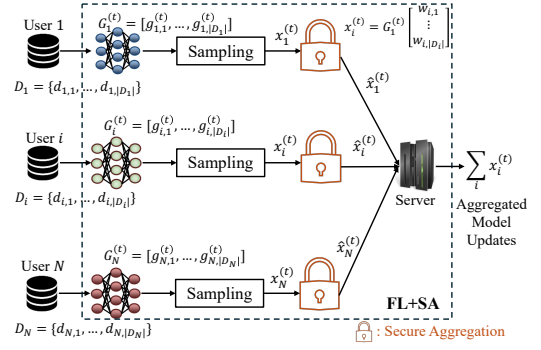 User 1
G_1^{(t)} = [g_{1,1}^{(t)}, …, g_{1,|D_1|}^{(t)}]
Sampling
x_1^{(t)}
x_i^{(t)} = G_1^{(t)} [w_{i,1} ⋮ w_{i,|D_i|}]
D_1 = {d_{1,1}, …, d_{1,|D_1|}}
x̂_1^{(t)}
User i
G_i^{(t)} = [g_{i,1}^{(t)}, …, g_{i,|D_i|}^{(t)}]
Sampling
x_i^{(t)}
x̂_i^{(t)}
∑_i x_i^{(t)}
D_i = {d_{i,1}, …, d_{i,|D_i|}}
Server
Aggregated
Model
Updates
User N
G_N^{(t)} = [g_{N,1}^{(t)}, …, g_{N,|D_N|}^{(t)}]
Sampling
x_N^{(t)}
x̂_N^{(t)}
FL+SA
D_N = {d_{N,1}, …, d_{N,|D_N|}}
: Secure Aggregation